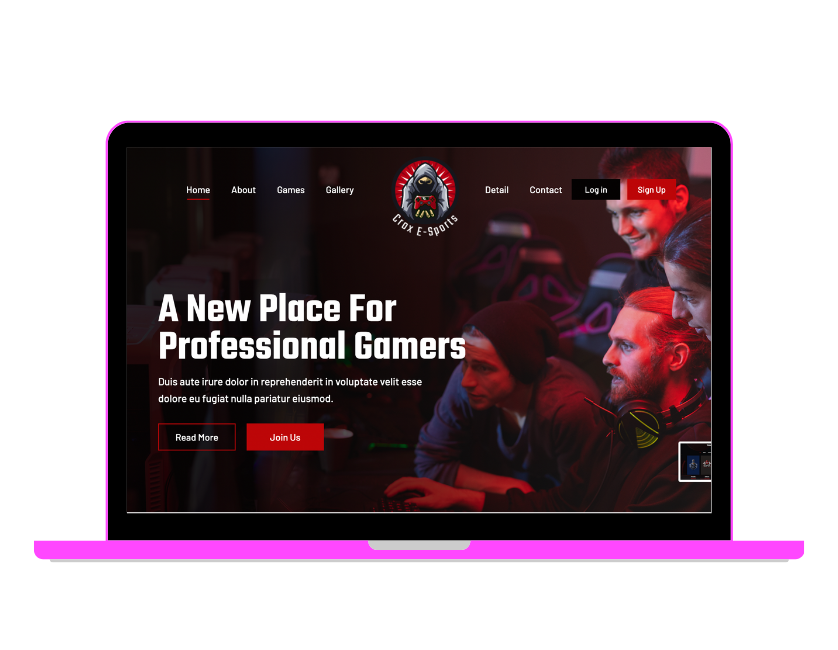 Home About Games Gallery Detail Contact Log in Sign Up
Crox E-Sports
A New Place For
Professional Gamers
Duis aute irure dolor in reprehenderit in voluptate velit esse
dolore eu fugiat nulla pariatur eiusmod.
Read More Join Us